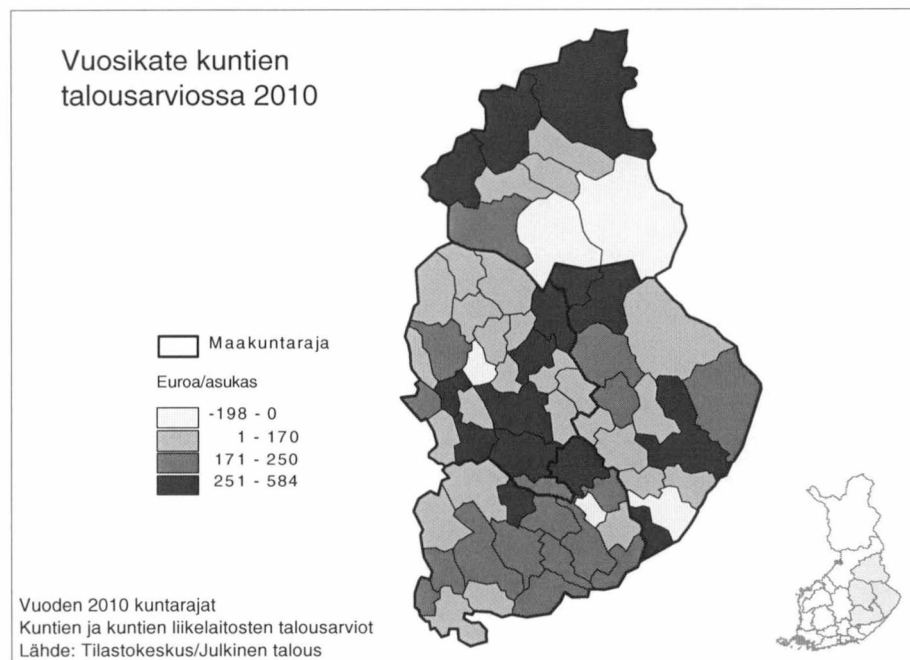 Vuosikate kuntien
talousarviossa 2010
Maakuntaraja
Euroa/asukas
-198 - 0
1 - 170
171 - 250
251 - 584
Vuoden 2010 kuntarajat
Kuntien ja kuntien liikelaitosten talousarviot
Lähde: Tilastokeskus/Julkinen talous